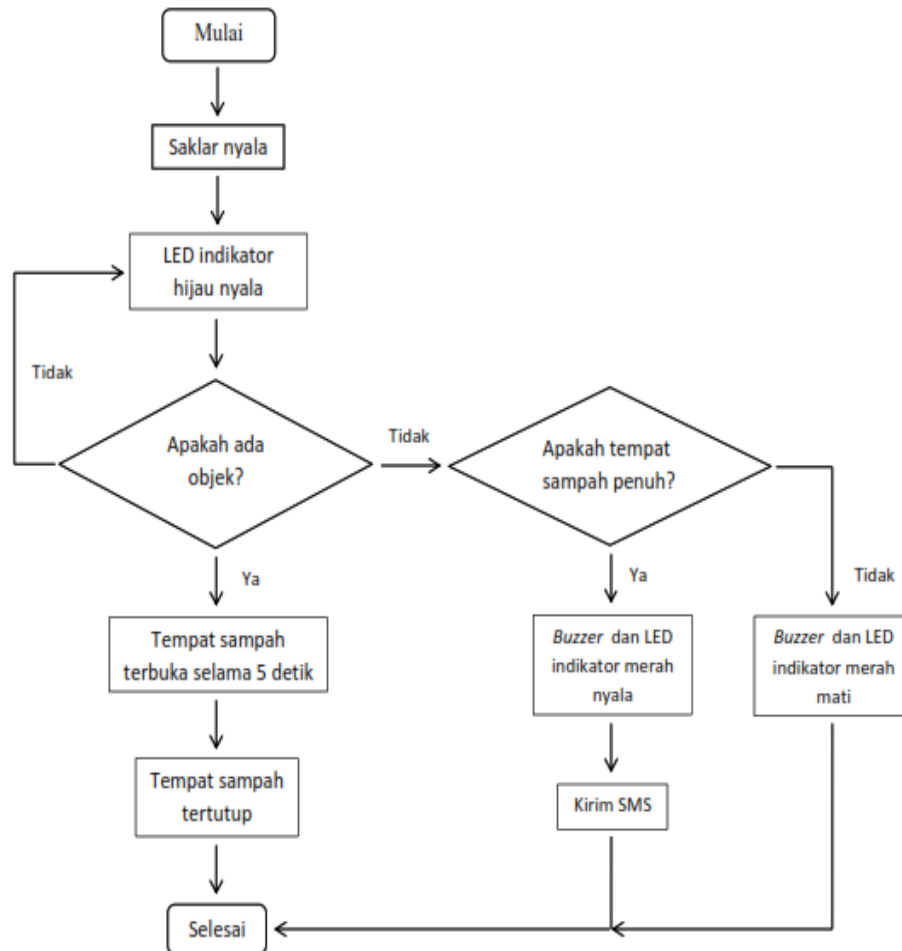 Mulai
Saklar nyala
LED indikator
hijau nyala
Tidak
Apakah ada
objek?
Tidak
Apakah tempat
sampah penuh?
Ya
Ya
Tidak
Tempat sampah
terbuka selama 5 detik
Buzzer dan LED
indikator merah
nyala
Buzzer dan LED
indikator merah
mati
Tempat sampah
tertutup
Kirim SMS
Selesai